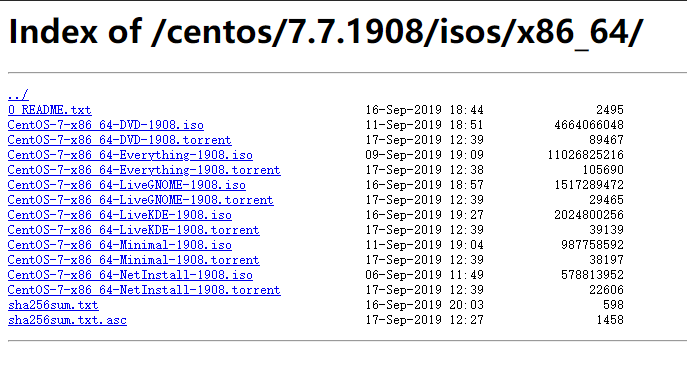 Index of /centos/7.7.1908/isos/x86_64/
../
0_README.txt 16-Sep-2019 18:44 2495
CentOS-7-x86_64-DVD-1908.iso 11-Sep-2019 18:51 4664066048
CentOS-7-x86_64-DVD-1908.torrent 17-Sep-2019 12:39 89467
CentOS-7-x86_64-Everything-1908.iso 09-Sep-2019 19:09 11026825216
CentOS-7-x86_64-Everything-1908.torrent 17-Sep-2019 12:38 105690
CentOS-7-x86_64-LiveGNOME-1908.iso 16-Sep-2019 18:57 1517289472
CentOS-7-x86_64-LiveGNOME-1908.torrent 17-Sep-2019 12:39 29465
CentOS-7-x86_64-LiveKDE-1908.iso 16-Sep-2019 19:27 2024800256
CentOS-7-x86_64-LiveKDE-1908.torrent 17-Sep-2019 12:39 39139
CentOS-7-x86_64-Minimal-1908.iso 11-Sep-2019 19:04 987758592
CentOS-7-x86_64-Minimal-1908.torrent 17-Sep-2019 12:39 38197
CentOS-7-x86_64-NetInstall-1908.iso 06-Sep-2019 11:49 578813952
CentOS-7-x86_64-NetInstall-1908.torrent 17-Sep-2019 12:39 22606
sha256sum.txt 16-Sep-2019 20:03 598
sha256sum.txt.asc 17-Sep-2019 12:27 1458